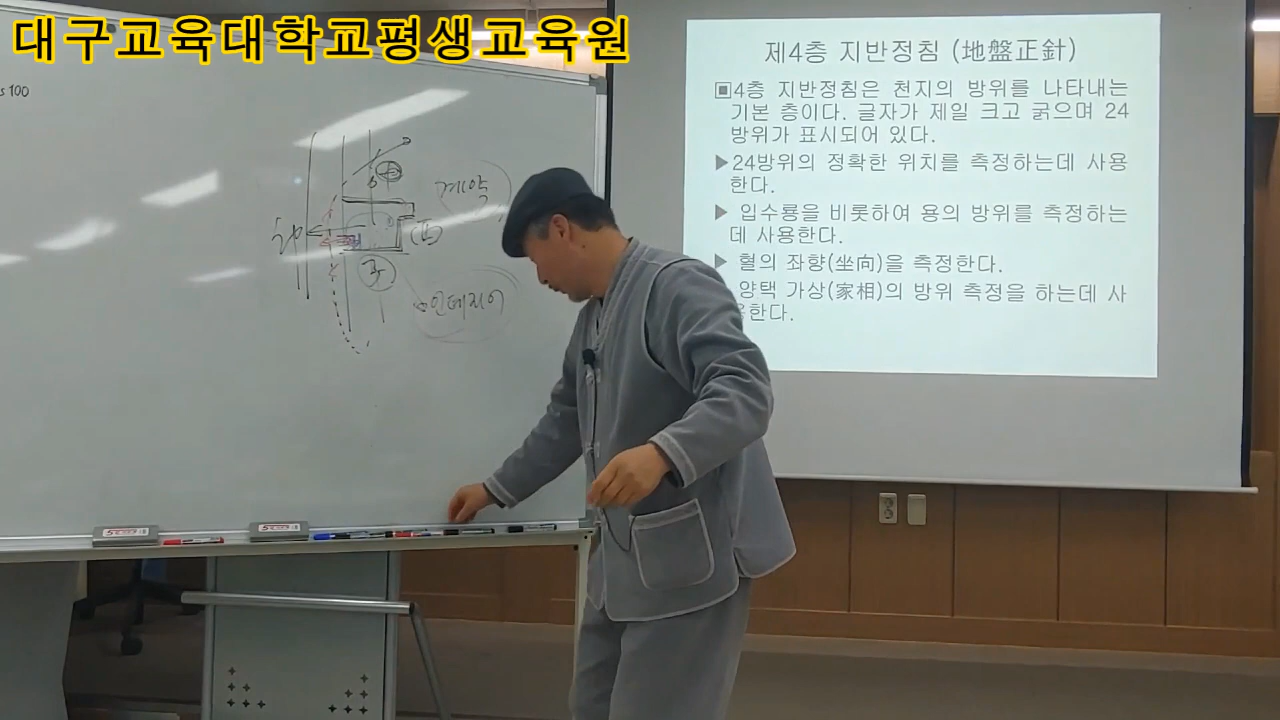 대구교육대학교평생교육원
s 100
제4층 지반정침 (地盤正針)
▣4층 지반정침은 천지의 방위를 나타내는
기본 층이다. 글자가 제일 크고 굵으며 24
방위가 표시되어 있다.
▶24방위의 정확한 위치를 측정하는데 사용
한다.
▶ 입수룡을 비롯하여 용의 방위를 측정하는
데 사용한다.
▶ 혈의 좌향(坐向)을 측정한다.
양택 가상(家相)의 방위 측정을 하는데 사
용한다.
계약
인테리어